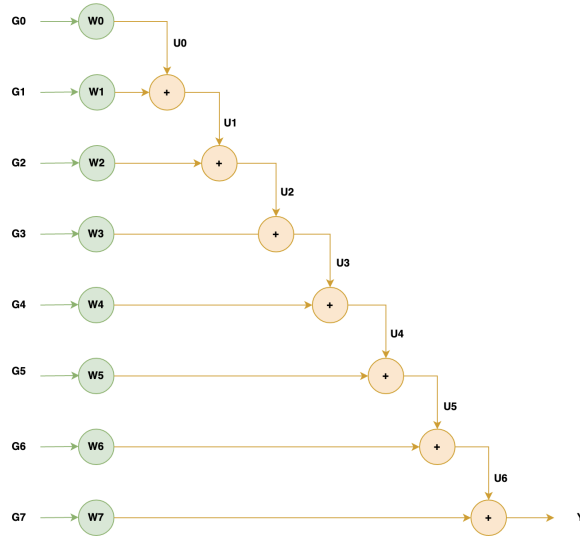 G0 W0
U0
G1 W1 +
U1
G2 W2 +
U2
G3 W3 +
U3
G4 W4 +
U4
G5 W5 +
U5
G6 W6 +
U6
G7 W7 + Y